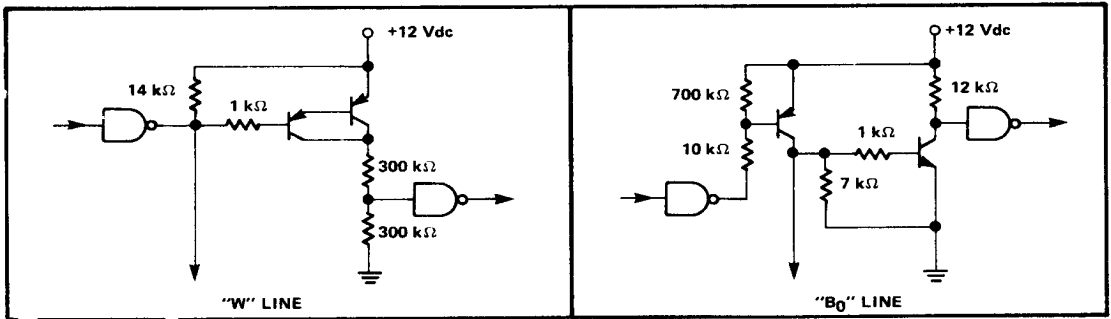 +12 Vdc
14 kΩ
1 kΩ
300 kΩ
300 kΩ
"W" LINE
+12 Vdc
700 kΩ
12 kΩ
10 kΩ
1 kΩ
7 kΩ
"B0" LINE